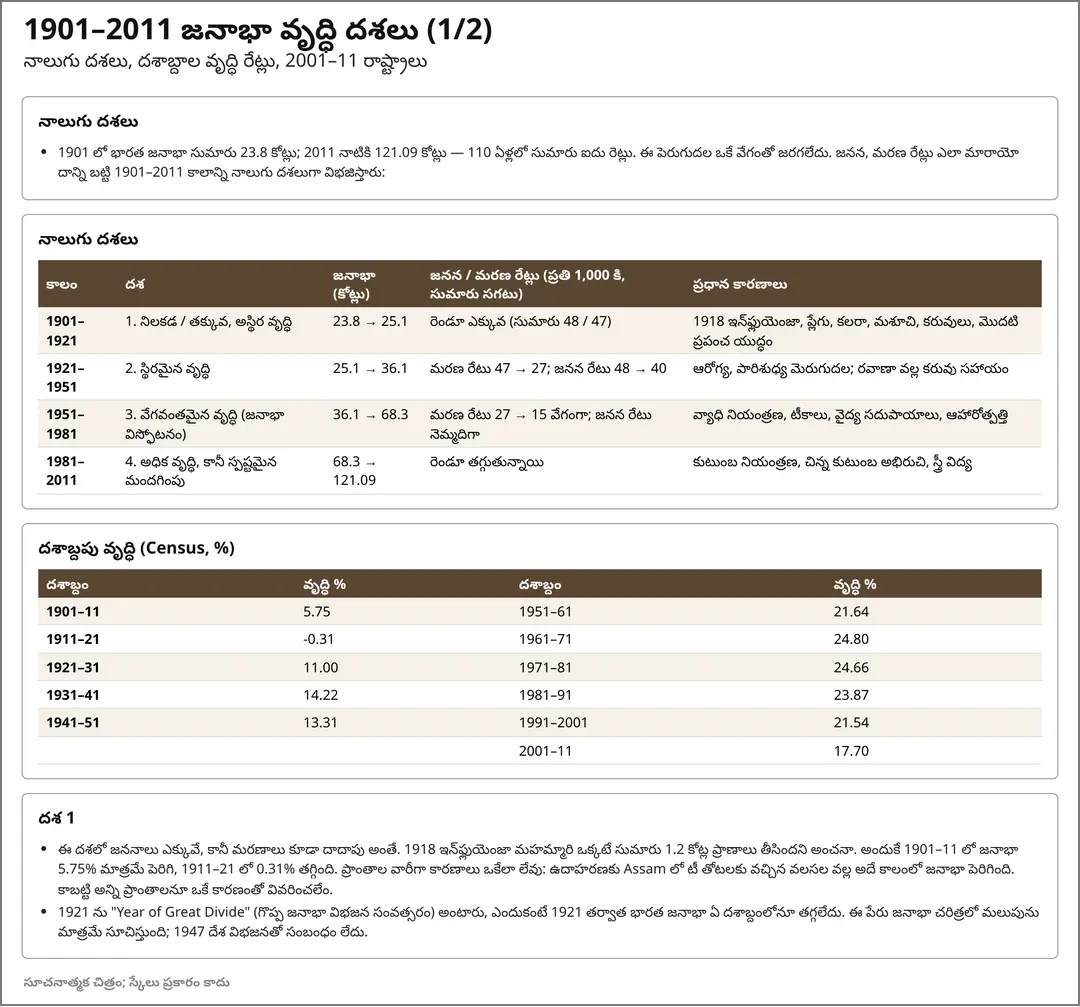 1901–2011 జనాభా వృద్ధి దశలు (1/2)
నాలుగు దశలు, దశాబ్దాల వృద్ధి రేట్లు, 2001–11 రాష్ట్రాలు
నాలుగు దశలు
• 1901 లో భారత జనాభా సుమారు 23.8 కోట్లు; 2011 నాటికి 121.09 కోట్లు — 110 ఏళ్లలో సుమారు ఐదు రెట్లు. ఈ పెరుగుదల ఒకే వేగంతో జరగలేదు. జనన, మరణ రేట్లు ఎలా మారాయో
దాన్ని బట్టి 1901–2011 కాలాన్ని నాలుగు దశలుగా విభజిస్తారు:
నాలుగు దశలు
కాలం దశ జనాభా (కోట్లు) జనన / మరణ రేట్లు (ప్రతి 1,000 కి, సుమారు సగటు) ప్రధాన కారణాలు
1901–1921 1. నిలకడ / తక్కువ, అస్థిర వృద్ధి 23.8 → 25.1 రెండూ ఎక్కువ (సుమారు 48 / 47) 1918 ఇన్‌ఫ్లుయెంజా, ప్లేగు, కలరా, మశూచి, కరువులు, మొదటి ప్రపంచ యుద్ధం
1921–1951 2. స్థిరమైన వృద్ధి 25.1 → 36.1 మరణ రేటు 47 → 27; జనన రేటు 48 → 40 ఆరోగ్య, పారిశుధ్య మెరుగుదల; రవాణా వల్ల కరువు సహాయం
1951–1981 3. వేగవంతమైన వృద్ధి (జనాభా విస్ఫోటనం) 36.1 → 68.3 మరణ రేటు 27 → 15 వేగంగా; జనన రేటు నెమ్మదిగా వ్యాధి నియంత్రణ, టీకాలు, వైద్య సదుపాయాలు, ఆహారోత్పత్తి
1981–2011 4. అధిక వృద్ధి, కానీ స్పష్టమైన మందగింపు 68.3 → 121.09 రెండూ తగ్గుతున్నాయి కుటుంబ నియంత్రణ, చిన్న కుటుంబ అభిరుచి, స్త్రీ విద్య
దశాబ్దపు వృద్ధి (Census, %)
దశాబ్దం వృద్ధి % దశాబ్దం వృద్ధి %
1901–11 5.75 1951–61 21.64
1911–21 -0.31 1961–71 24.80
1921–31 11.00 1971–81 24.66
1931–41 14.22 1981–91 23.87
1941–51 13.31 1991–2001 21.54
2001–11 17.70
దశ 1
• ఈ దశలో జననాలు ఎక్కువే, కానీ మరణాలు కూడా దాదాపు అంతే. 1918 ఇన్‌ఫ్లుయెంజా మహమ్మారి ఒక్కటే సుమారు 1.2 కోట్ల ప్రాణాలు తీసిందని అంచనా. అందుకే 1901–11 లో జనాభా
5.75% మాత్రమే పెరిగి, 1911–21 లో 0.31% తగ్గింది. ప్రాంతాల వారీగా కారణాలు ఒకేలా లేవు: ఉదాహరణకు Assam లో టీ తోటలకు వచ్చిన వలసల వల్ల అదే కాలంలో జనాభా పెరిగింది.
కాబట్టి అన్ని ప్రాంతాలనూ ఒకే కారణంతో వివరించలేం.
• 1921 ను "Year of Great Divide" (గొప్ప జనాభా విభజన సంవత్సరం) అంటారు, ఎందుకంటే 1921 తర్వాత భారత జనాభా ఏ దశాబ్దంలోనూ తగ్గలేదు. ఈ పేరు జనాభా చరిత్రలో మలుపును
మాత్రమే సూచిస్తుంది; 1947 దేశ విభజనతో సంబంధం లేదు.
సూచనాత్మక చిత్రం; స్కేలు ప్రకారం కాదు